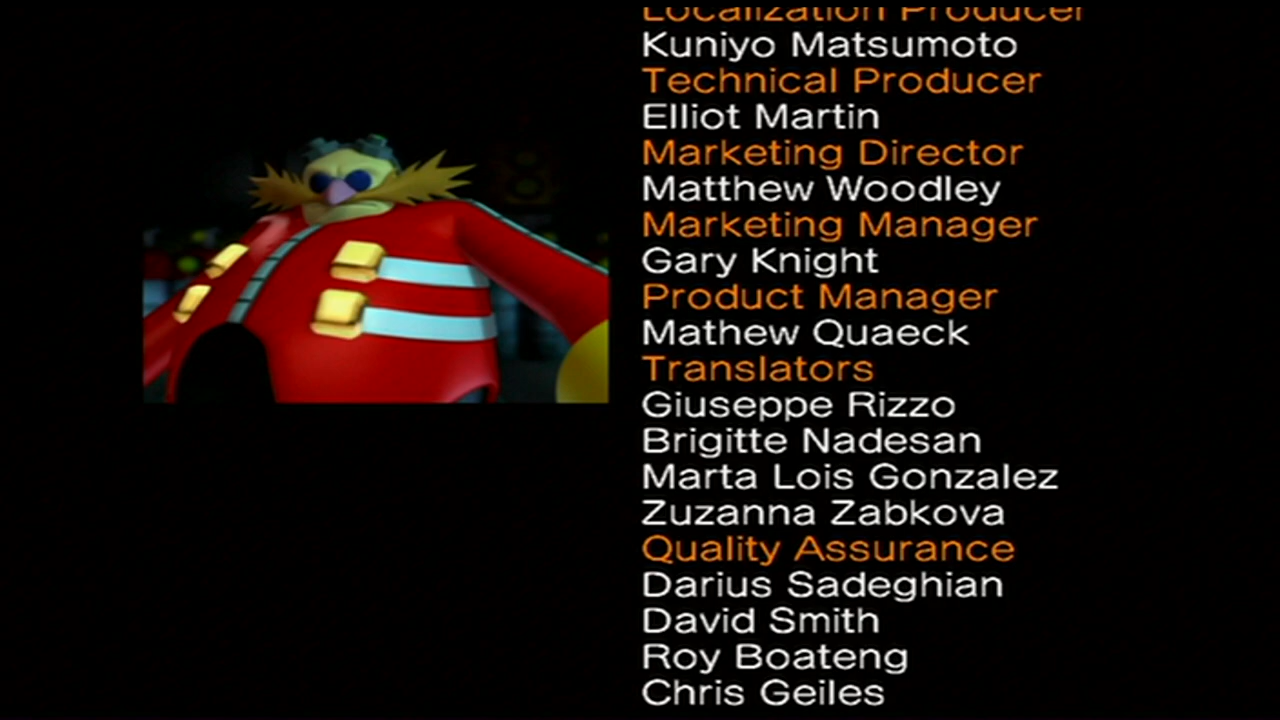 Localization Producer
Kuniyo Matsumoto
Technical Producer
Elliot Martin
Marketing Director
Matthew Woodley
Marketing Manager
Gary Knight
Product Manager
Mathew Quaeck
Translators
Giuseppe Rizzo
Brigitte Nadesan
Marta Lois Gonzalez
Zuzanna Zabkova
Quality Assurance
Darius Sadeghian
David Smith
Roy Boateng
Chris Geiles